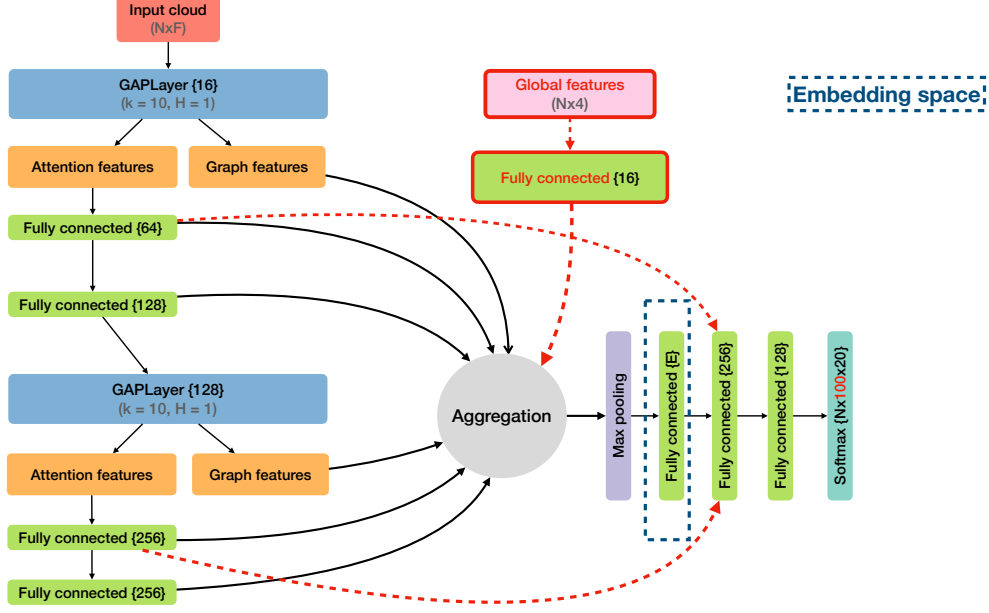 Input cloud
(NxF)
GAPLayer {16}
(k = 10, H = 1)
Attention features
Graph features
Fully connected {64}
Fully connected {128}
GAPLayer {128}
(k = 10, H = 1)
Attention features
Graph features
Fully connected {256}
Fully connected {256}
Global features
(Nx4)
Fully connected {16}
Aggregation
Max pooling
Fully connected {E}
Fully connected {256}
Fully connected {128}
Softmax {Nx100x20}
Embedding space